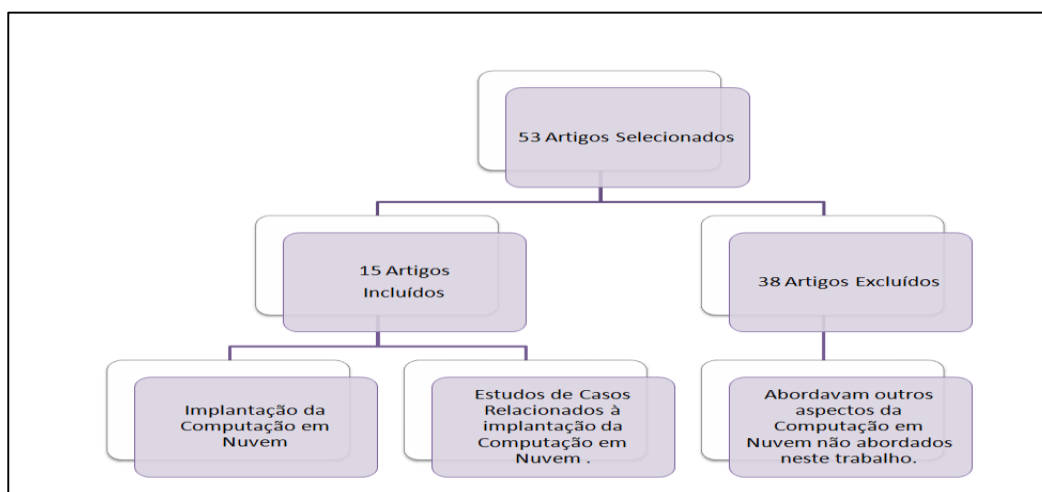 53 Artigos Selecionados
15 Artigos
Incluídos
38 Artigos Excluídos
Implantação da
Computação em
Nuvem
Estudos de Casos
Relacionados à
implantação da
Computação em
Nuvem .
Abordavam outros
aspectos da
Computação em
Nuvem não abordados
neste trabalho.